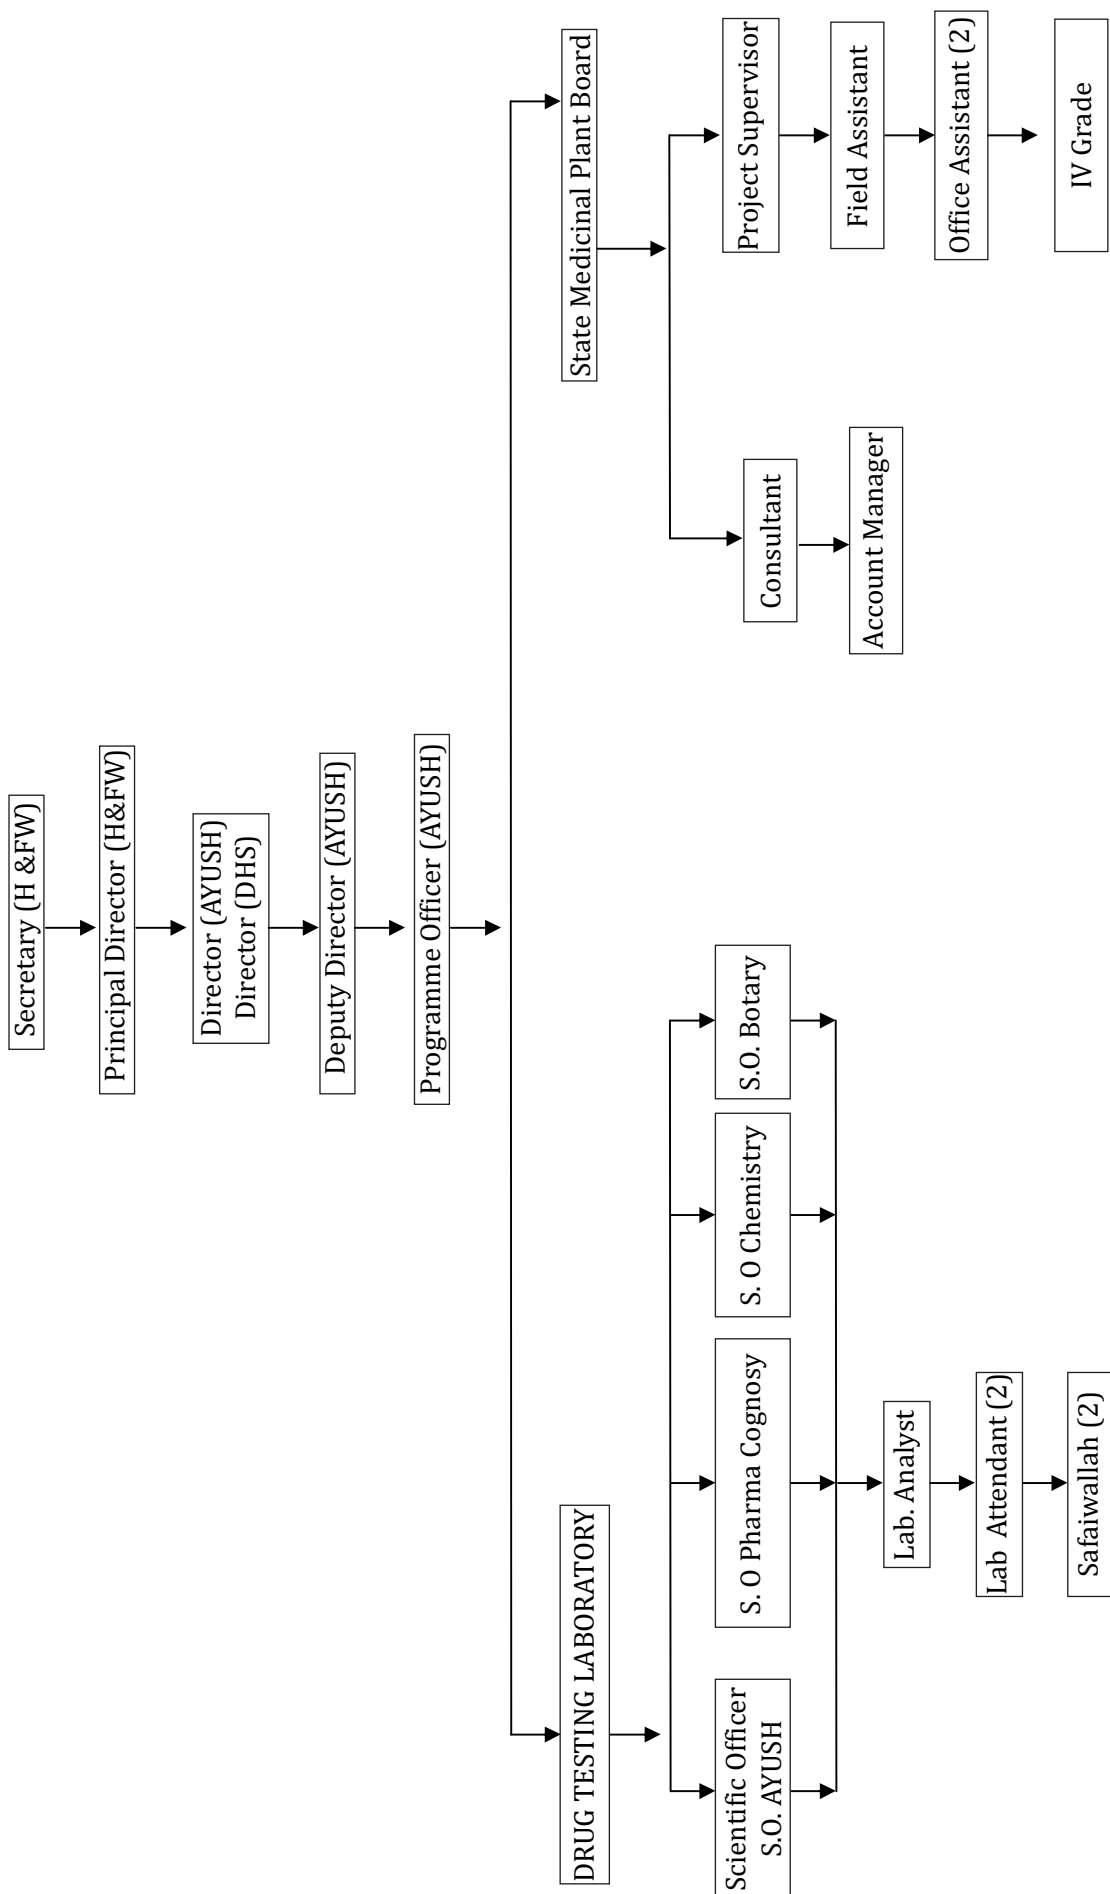 Secretary (H &FW)
Principal Director (H&FW)
Director (AYUSH)
Director (DHS)
Deputy Director (AYUSH)
Programme Officer (AYUSH)
DRUG TESTING LABORATORY
State Medicinal Plant Board
Scientific Officer
S.O. AYUSH
S. O Pharma Cognosy
S. O Chemistry
S.O. Botary
Lab. Analyst
Lab Attendant (2)
Safaiwallah (2)
Consultant
Account Manager
Project Supervisor
Field Assistant
Office Assistant (2)
IV Grade